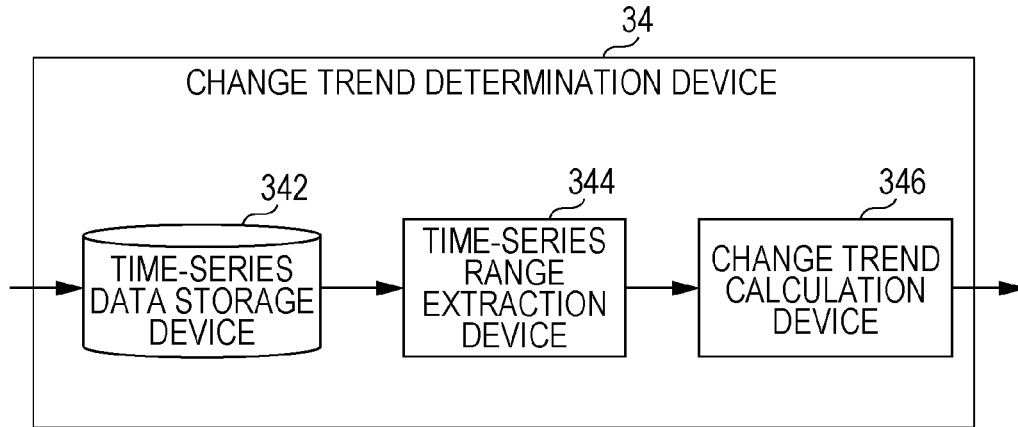 34
CHANGE TREND DETERMINATION DEVICE
342
TIME-SERIES
DATA STORAGE
DEVICE
344
TIME-SERIES
RANGE
EXTRACTION
DEVICE
346
CHANGE TREND
CALCULATION
DEVICE